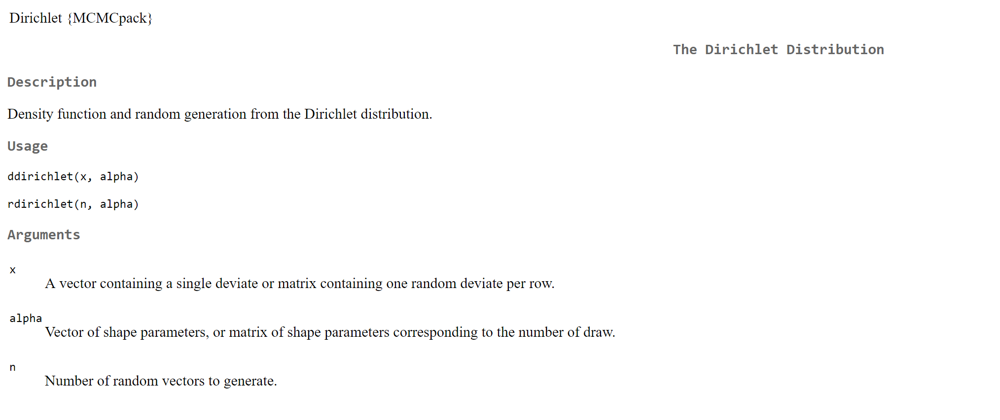 Dirichlet {MCMCpack}
The Dirichlet Distribution
Description
Density function and random generation from the Dirichlet distribution.
Usage
ddirichlet(x, alpha)
rdirichlet(n, alpha)
Arguments
x
A vector containing a single deviate or matrix containing one random deviate per row.
alpha
Vector of shape parameters, or matrix of shape parameters corresponding to the number of draw.
n
Number of random vectors to generate.